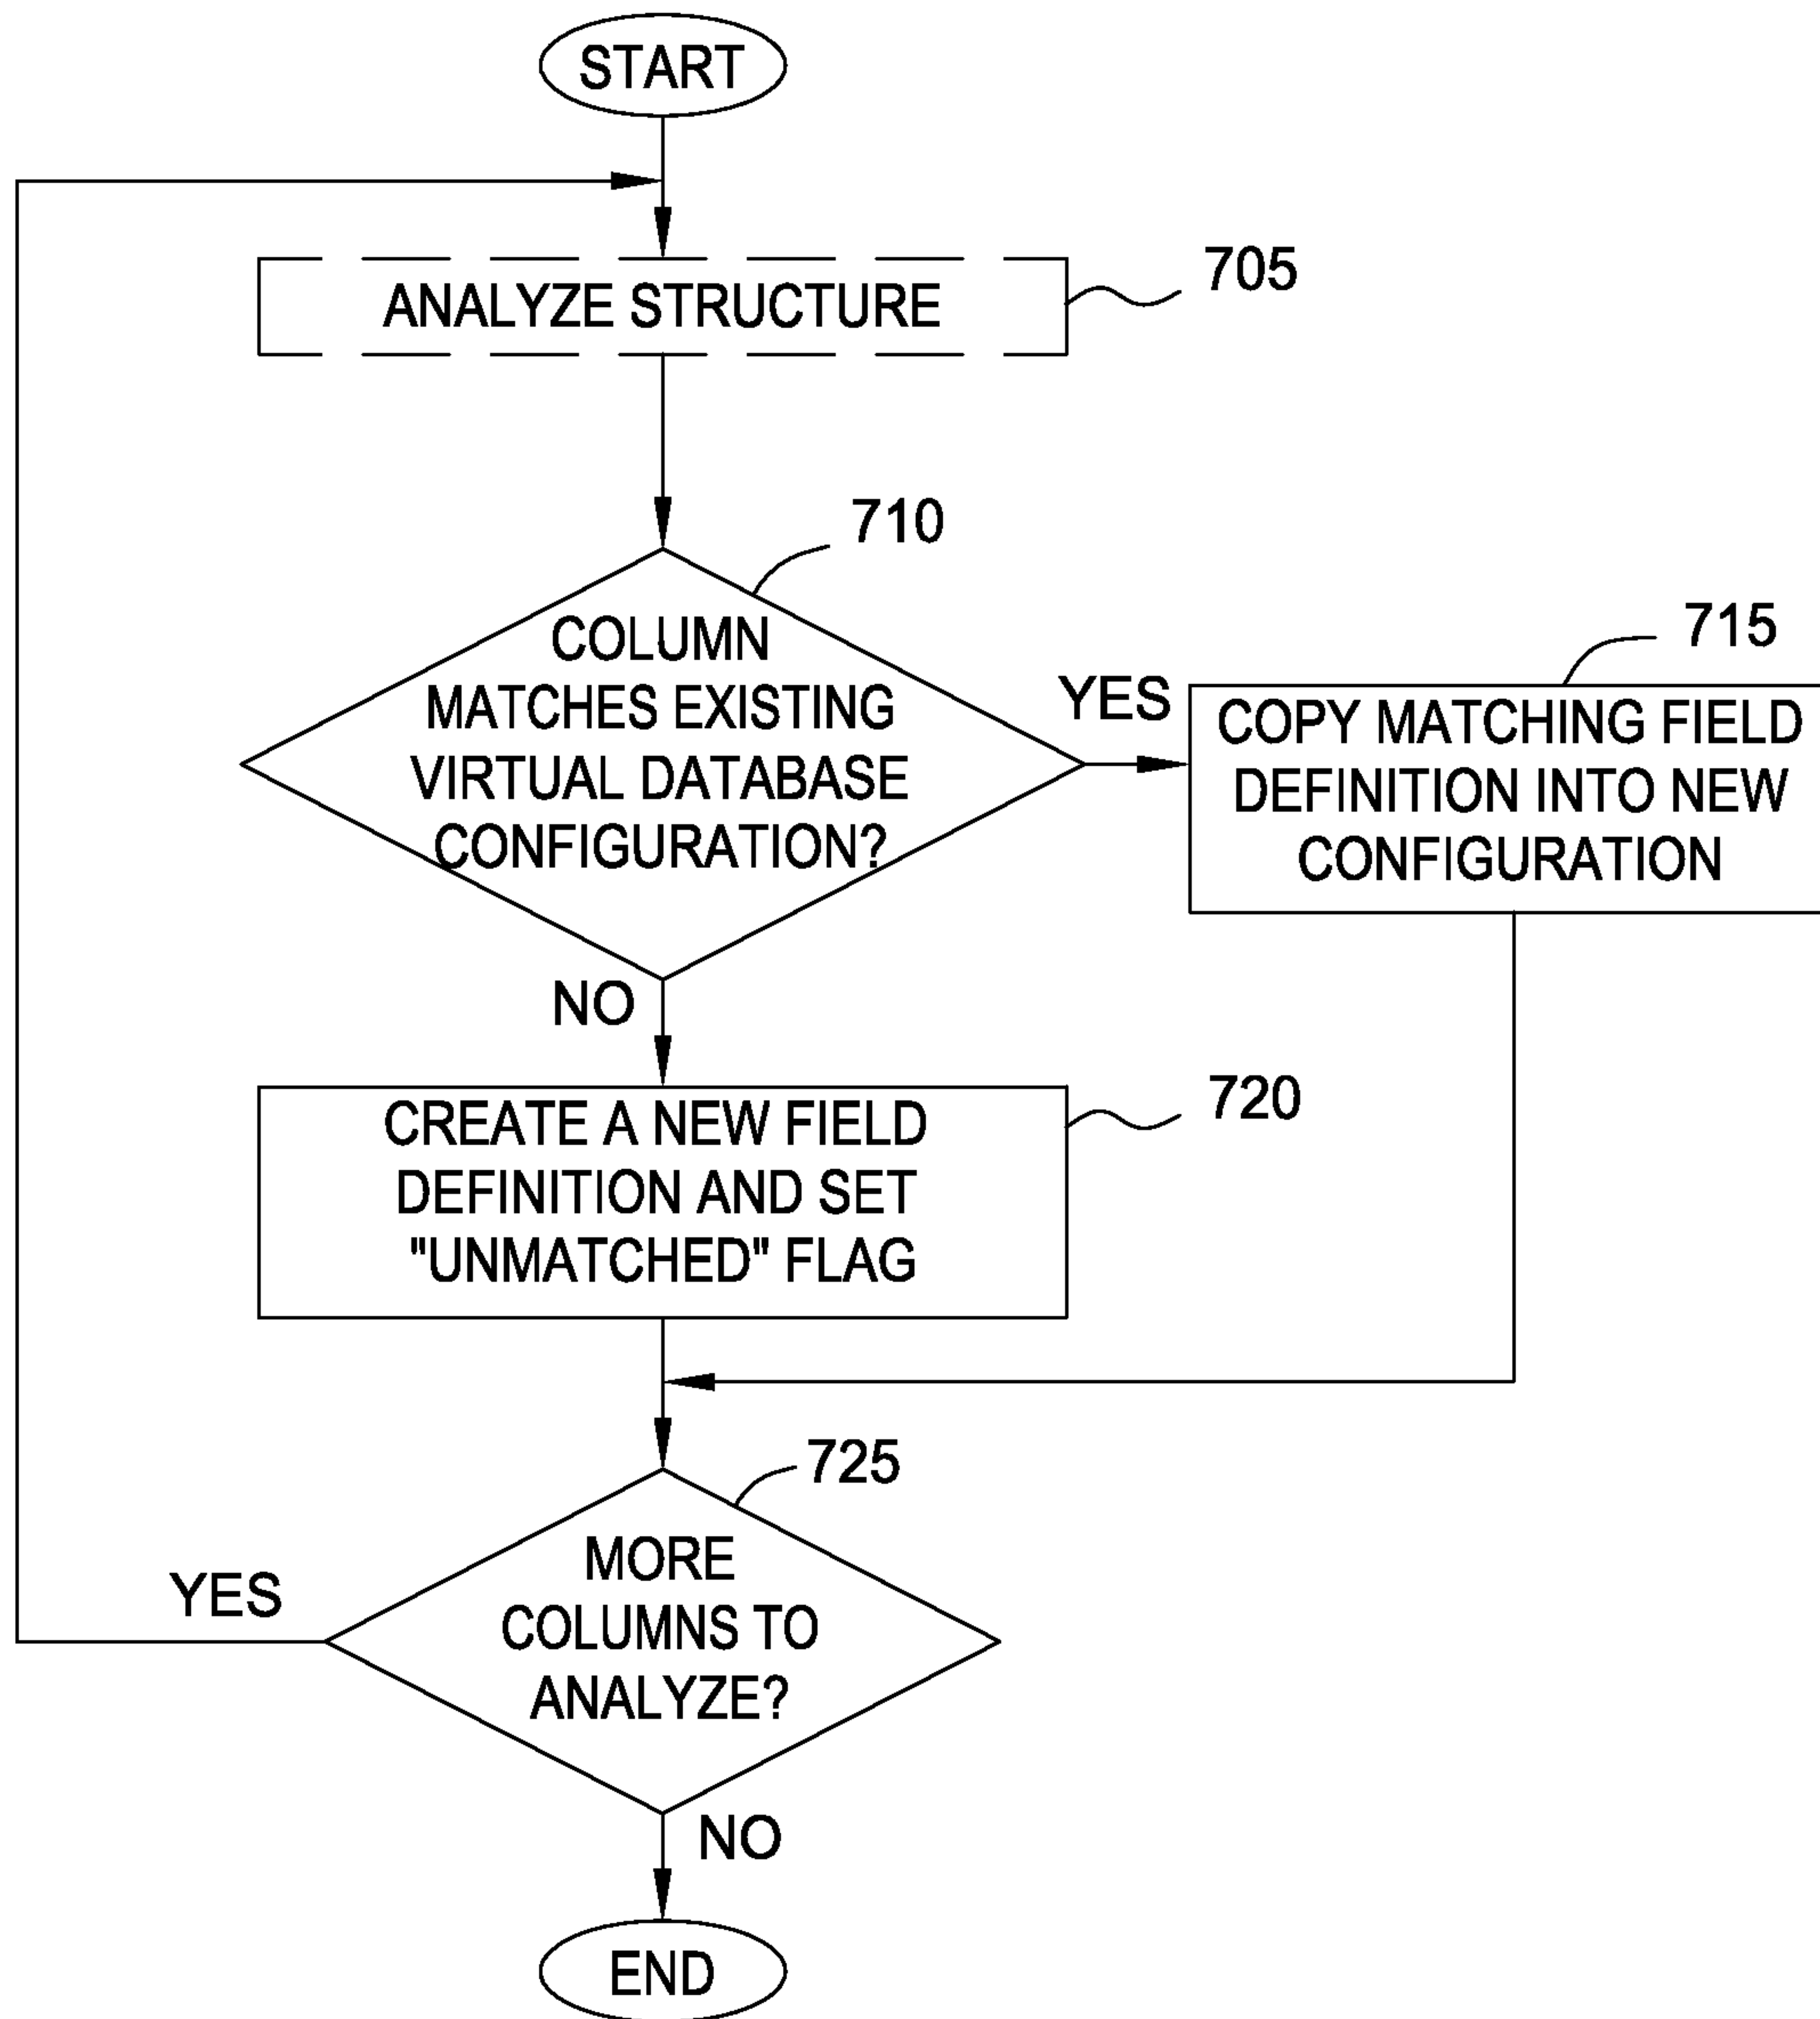 START
ANALYZE STRUCTURE
705
710
COLUMN
MATCHES EXISTING
VIRTUAL DATABASE
CONFIGURATION?
YES
715
COPY MATCHING FIELD
DEFINITION INTO NEW
CONFIGURATION
NO
720
CREATE A NEW FIELD
DEFINITION AND SET
"UNMATCHED" FLAG
725
MORE
COLUMNS TO
ANALYZE?
YES
NO
END